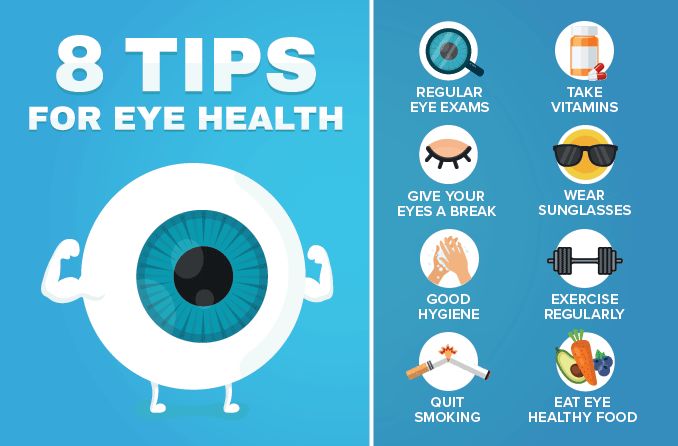 8 TIPS
FOR EYE HEALTH
REGULAR
EYE EXAMS
TAKE
VITAMINS
GIVE YOUR
EYES A BREAK
WEAR
SUNGLASSES
GOOD
HYGIENE
EXERCISE
REGULARLY
QUIT
SMOKING
EAT EYE
HEALTHY FOOD